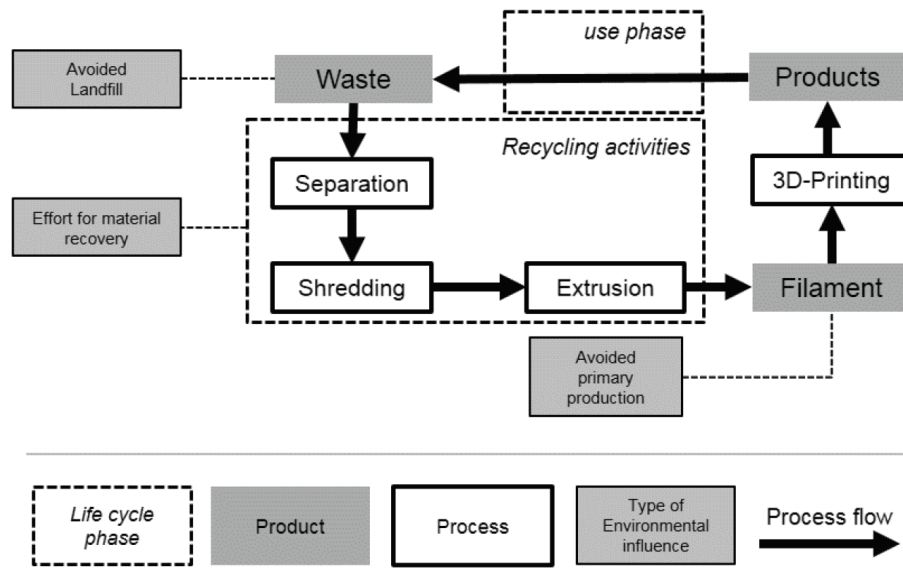 use phase
Avoided
Landfill
Waste
Products
Recycling activities
Separation
3D-Printing
Effort for material
recovery
Shredding
Extrusion
Filament
Avoided
primary
production
Life cycle
phase
Product
Process
Type of
Environmental
influence
Process flow